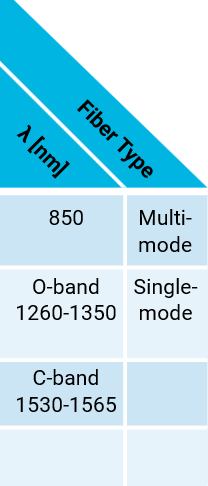 λ [nm]
Fiber Type
850
Multi-
mode
O-band
1260-1350
Single-
mode
C-band
1530-1565